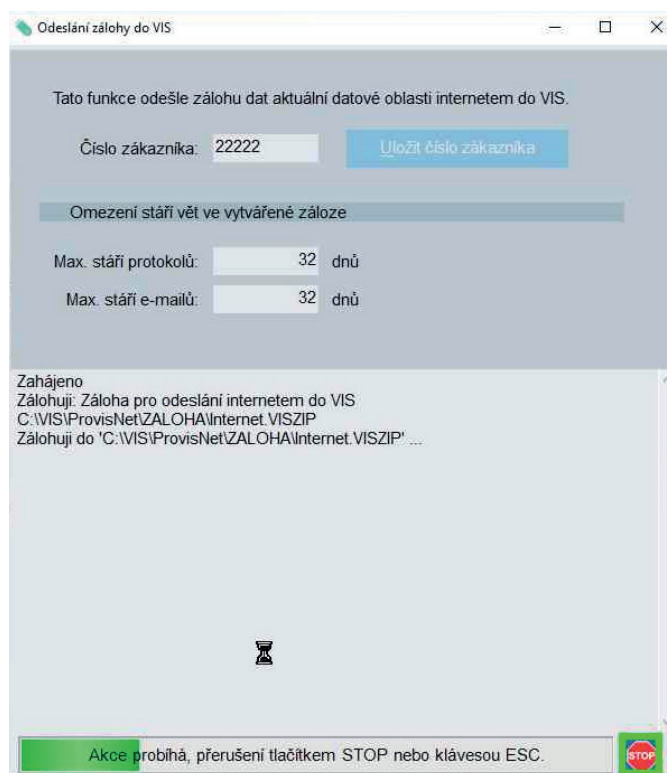 Odeslání zálohy do VIS
Tato funkce odešle zálohu dat aktuální datové oblasti internetem do VIS.
Číslo zákazníka: 22222 Uložit číslo zákazníka
Omezení stáří vět ve vytvářené záloze
Max. stáří protokolů: 32 dnů
Max. stáří e-mailů: 32 dnů
Zahájeno
Zálohuji: Záloha pro odeslání internetem do VIS
C:\VIS\ProvisNet\ZALOHA\Internet.VISZIP
Zálohuji do 'C:\VIS\ProvisNet\ZALOHA\Internet.VISZIP' ...
Akce probíhá, přerušení tlačítkem STOP nebo klávesou ESC. STOP